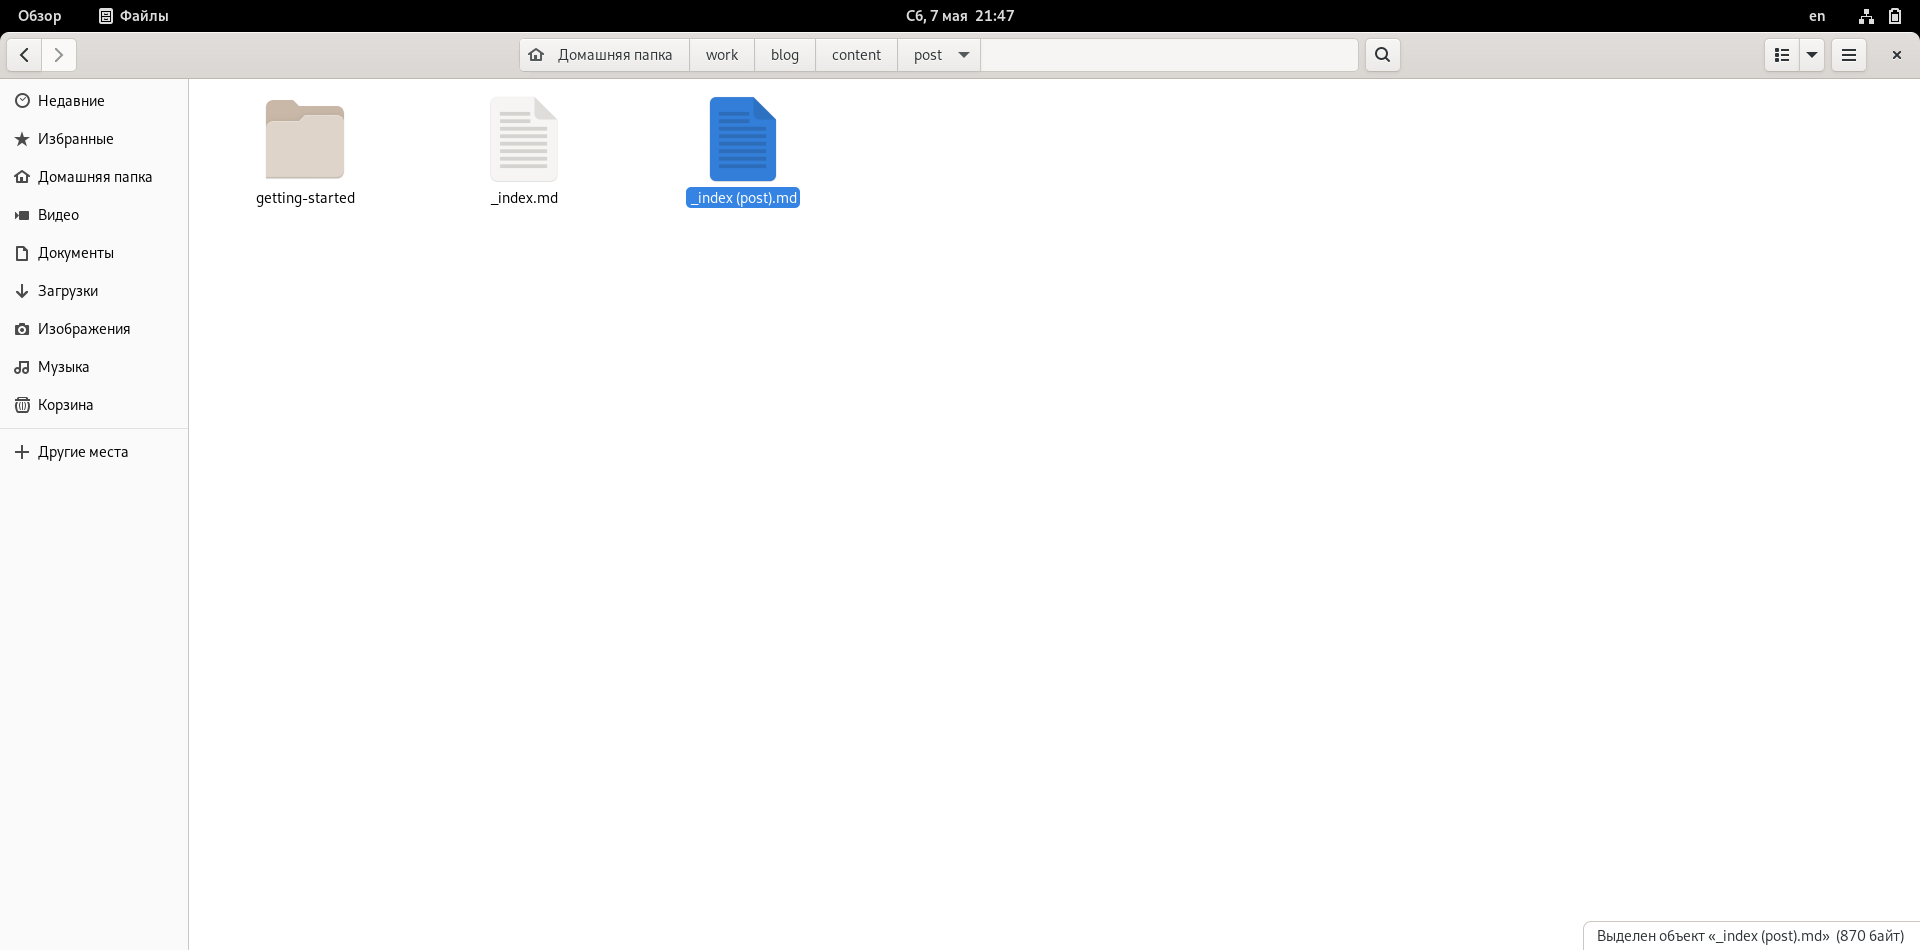 Обзор Файлы Сб, 7 мая 21:47 en
Домашняя папка work blog content post
Недавние
Избранные
Домашняя папка
Видео
Документы
Загрузки
Изображения
Музыка
Корзина
Другие места
getting-started _index.md _index (post).md
Выделен объект «_index (post).md» (870 байт)